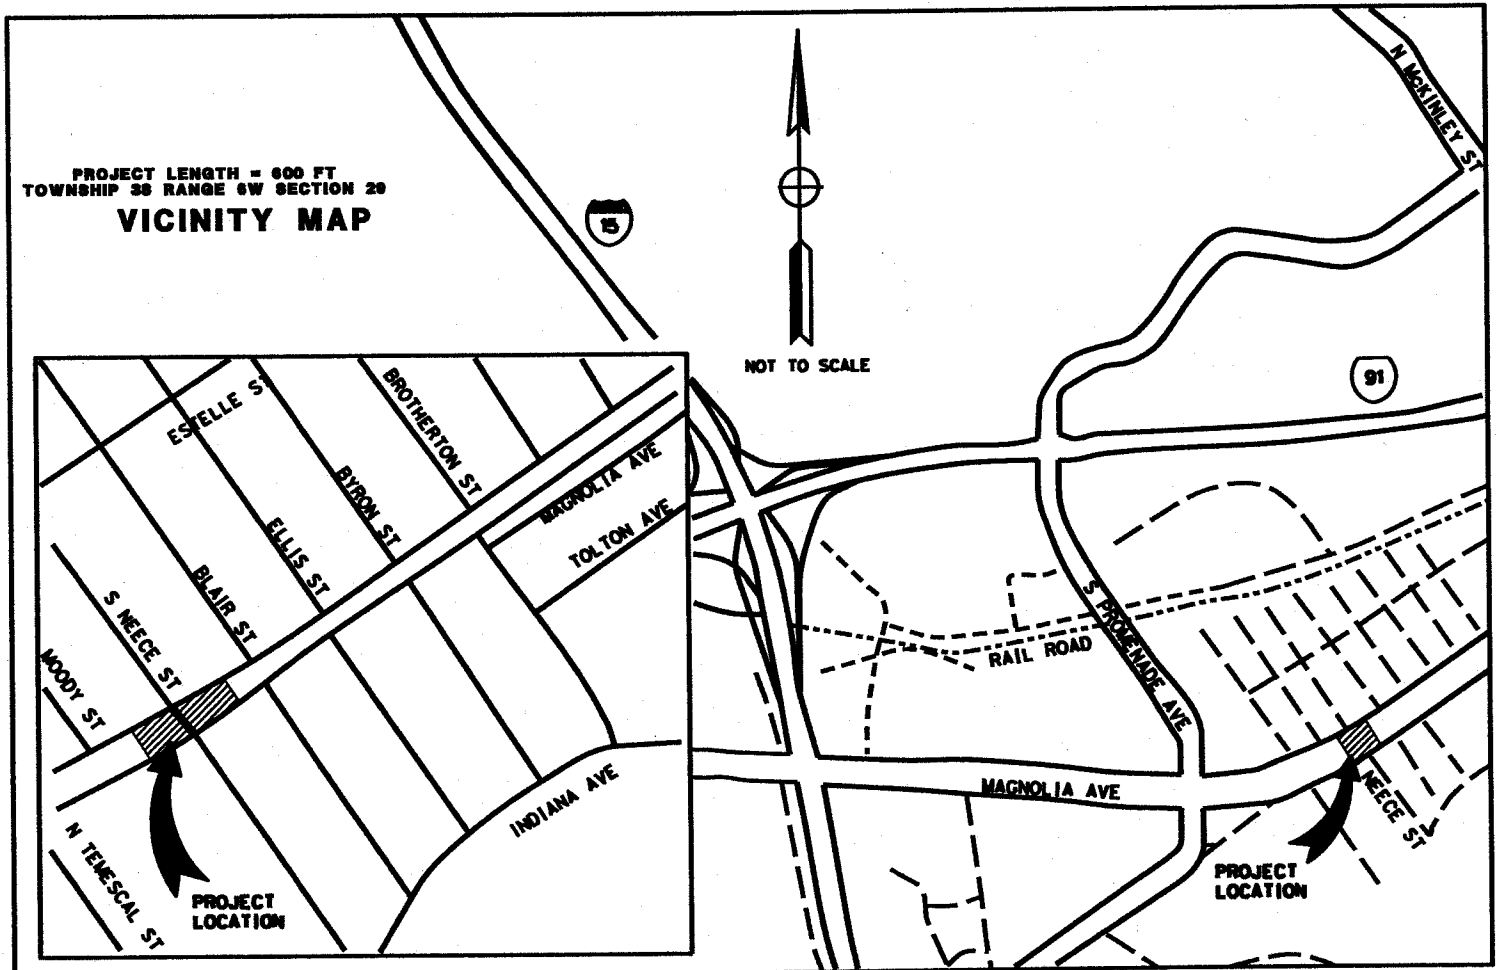 PROJECT LENGTH = 600 FT
TOWNSHIP 3S RANGE 6W SECTION 29
VICINITY MAP
15
NOT TO SCALE
N McKINLEY ST
91
ESTELLE ST
BROTHERTON ST
BYRON ST
ELLIS ST
BLAIR ST
S NEECE ST
MOODY ST
MAGNOLIA AVE
TOLTON AVE
INDIANA AVE
N TEMESCAL ST
PROJECT
LOCATION
S PROMENADE AVE
RAIL ROAD
MAGNOLIA AVE
NEECE ST
PROJECT
LOCATION